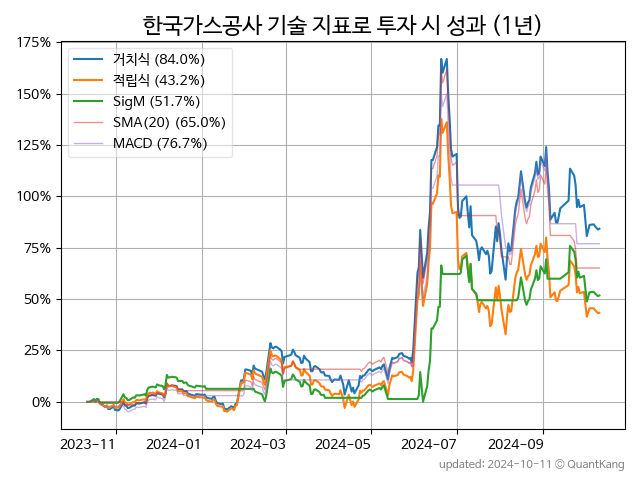 한국가스공사 기술 지표로 투자 시 성과 (1년)
175%
150%
125%
100%
75%
50%
25%
0%
거치식 (84.0%)
적립식 (43.2%)
SigM (51.7%)
SMA(20) (65.0%)
MACD (76.7%)
2023-11
2024-01
2024-03
2024-05
2024-07
2024-09
updated: 2024-10-11 © QuantKang